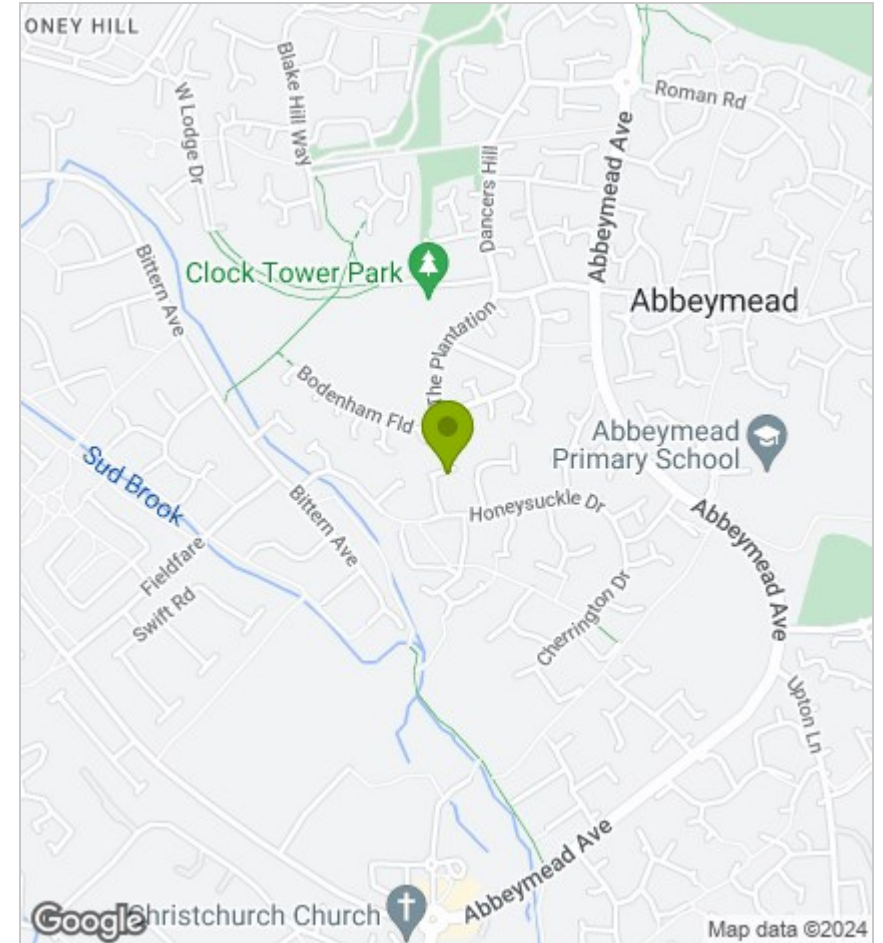 ONEY HILL
Blake Hill Way
W Lodge Dr
Roman Rd
Abbeymead Ave
Dancers Hill
Bittern Ave
Clock Tower Park
Abbeymead
The Plantation
Bodenham Fld
Abbeymead
Primary School
Sud Brook
Honeysuckle Dr
Bittern Ave
Abbeymead Ave
Fieldfare
Swift Rd
Cherrington Dr
Upton Ln
Abbeymead Ave
Google
Christchurch Church
Map data ©2024